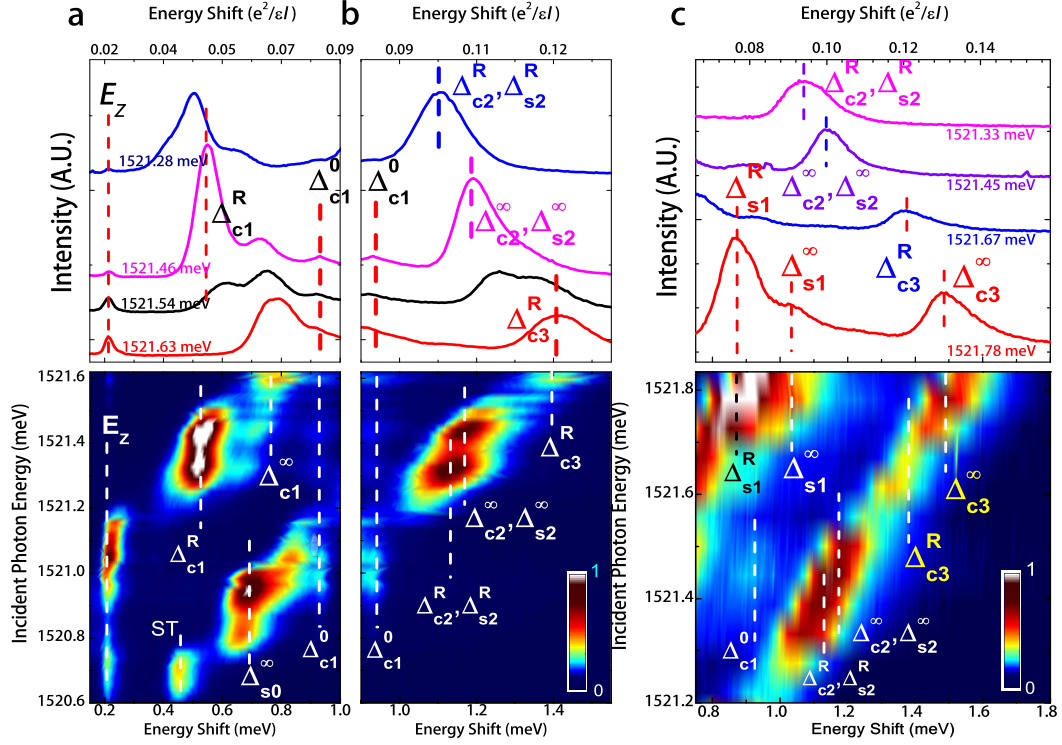 a
Energy Shift (e²/εl)
0.02 0.05 0.07 0.09
Intensity (A.U.)
E_Z
1521.28 meV
Δ^0_c1
Δ^R_c1
1521.46 meV
1521.54 meV
1521.63 meV
Incident Photon Energy (meV)
1521.6
1521.4
1521.2
1521.0
1520.8
1520.6
E_Z
Δ^∞_c1
Δ^R_c1
ST
Δ^0_c1
Δ^∞_s0
0.2 0.4 0.6 0.8 1.0
Energy Shift (meV)
b
Energy Shift (e²/εl)
0.09 0.11 0.12
Δ^R_c2, Δ^R_s2
Δ^0_c1
Δ^∞_c2, Δ^∞_s2
Δ^R_c3
Δ^R_c3
Δ^∞_c2, Δ^∞_s2
Δ^R_c2, Δ^R_s2
Δ^0_c1
1
0
1.0 1.2 1.4
Energy Shift (meV)
c
Energy Shift (e²/εl)
0.08 0.10 0.12 0.14
Intensity (A.U.)
Δ^R_c2, Δ^R_s2
1521.33 meV
1521.45 meV
Δ^R_s1
Δ^∞_c2, Δ^∞_s2
1521.67 meV
Δ^∞_s1
Δ^R_c3
Δ^∞_c3
1521.78 meV
Incident Photon Energy (meV)
1521.8
1521.6
1521.4
1521.2
Δ^R_s1
Δ^∞_s1
Δ^∞_c3
Δ^R_c3
Δ^0_c1
Δ^∞_c2, Δ^∞_s2
Δ^R_c2, Δ^R_s2
1
0
0.8 1.0 1.2 1.4 1.6 1.8
Energy Shift (meV)